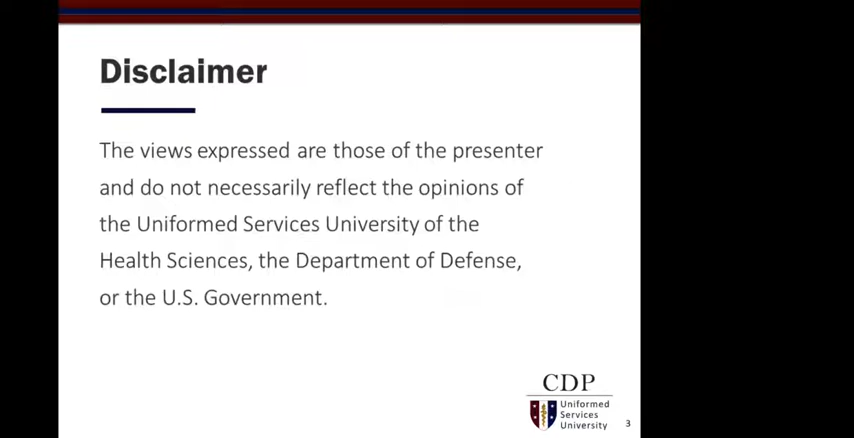 Disclaimer
The views expressed are those of the presenter
and do not necessarily reflect the opinions of
the Uniformed Services University of the
Health Sciences, the Department of Defense,
or the U.S. Government.
CDP
Uniformed
Services
University
3